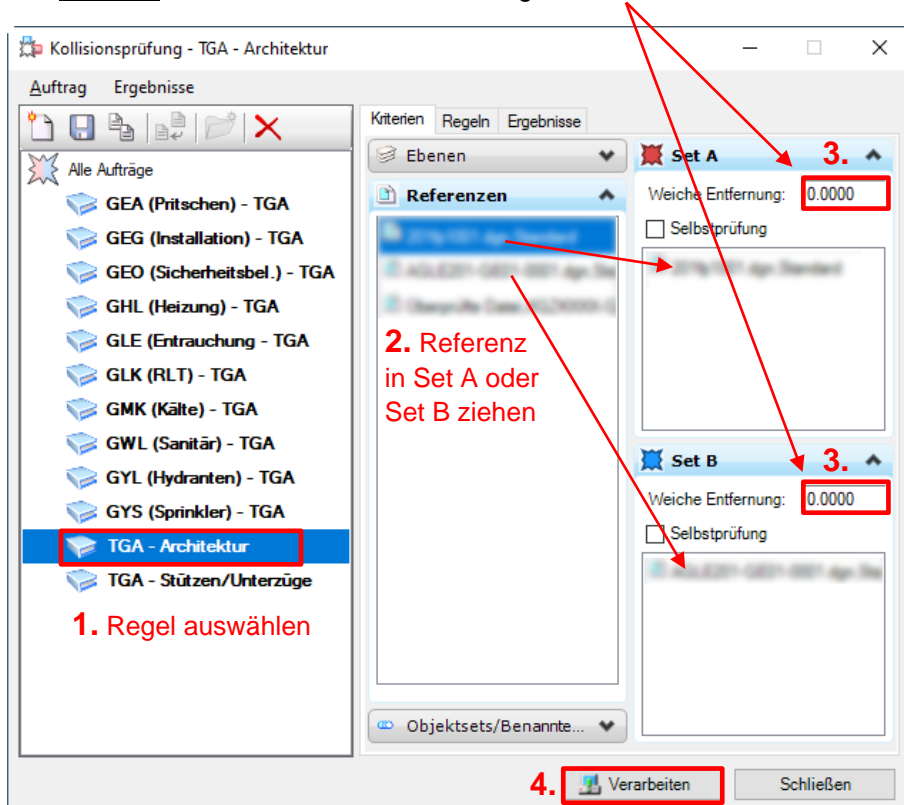 Kollisionsprüfung - TGA - Architektur
Auftrag Ergebnisse
Kriterien Regeln Ergebnisse
Alle Aufträge
GEA (Pritschen) - TGA
GEG (Installation) - TGA
GEO (Sicherheitsbel.) - TGA
GHL (Heizung) - TGA
GLE (Entrauchung - TGA
GLK (RLT) - TGA
GMK (Kälte) - TGA
GWL (Sanitär) - TGA
GYL (Hydranten) - TGA
GYS (Sprinkler) - TGA
TGA - Architektur
TGA - Stützen/Unterzüge
1. Regel auswählen
Ebenen
Referenzen
2. Referenz
in Set A oder
Set B ziehen
Objektsets/Benannte...
Set A 3.
Weiche Entfernung: 0.0000
Selbstprüfung
Set B 3.
Weiche Entfernung: 0.0000
Selbstprüfung
4. Verarbeiten Schließen